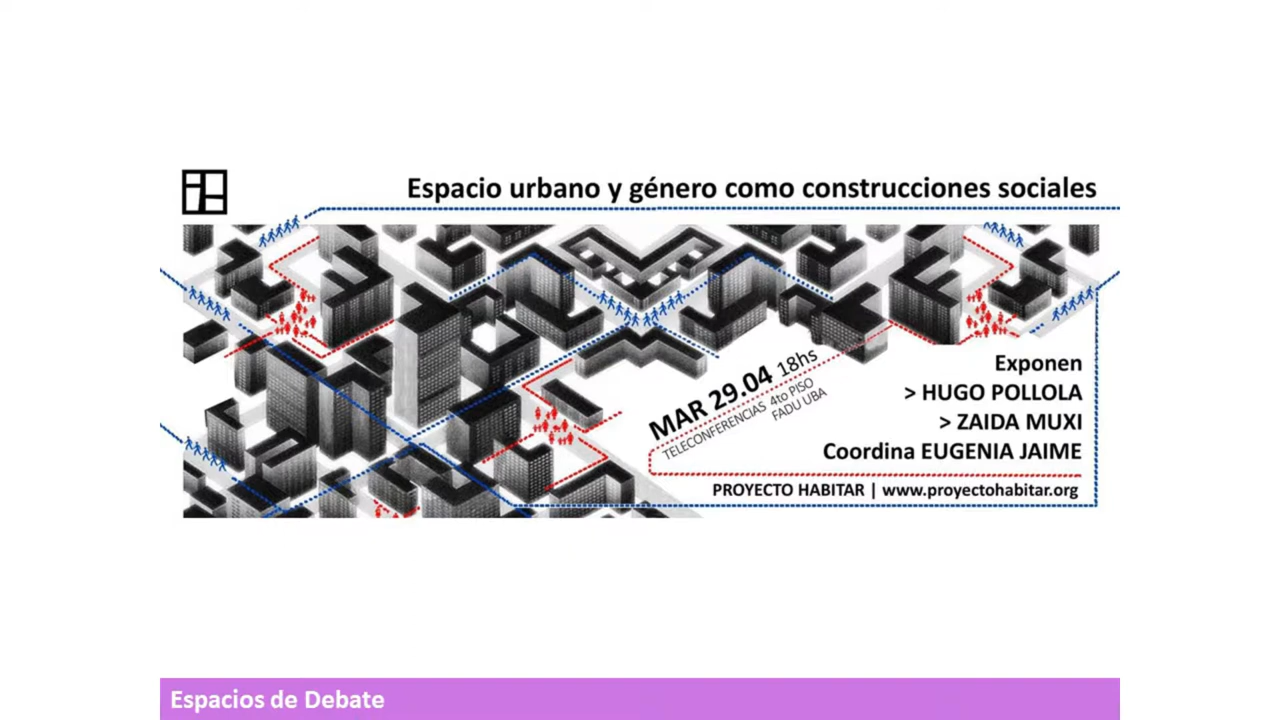 Espacio urbano y género como construcciones sociales
MAR 29.04 18hs
TELECONFERENCIAS 4to PISO
FADU UBA
Exponen
> HUGO POLLOLA
> ZAIDA MUXI
Coordina EUGENIA JAIME
PROYECTO HABITAR | www.proyectohabitar.org
Espacios de Debate